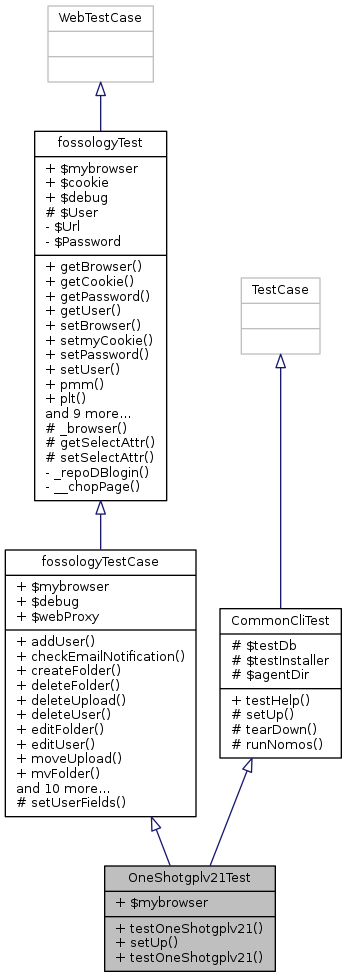 WebTestCase
fossologyTest
+ $mybrowser
+ $cookie
+ $debug
# $User
- $Url
- $Password
+ getBrowser()
+ getCookie()
+ getPassword()
+ getUser()
+ setBrowser()
+ setmyCookie()
+ setPassword()
+ setUser()
+ pmm()
+ plt()
and 9 more...
# _browser()
# getSelectAttr()
# setSelectAttr()
- _repoDBlogin()
- __chopPage()
TestCase
fossologyTestCase
+ $mybrowser
+ $debug
+ $webProxy
+ addUser()
+ checkEmailNotification()
+ createFolder()
+ deleteFolder()
+ deleteUpload()
+ deleteUser()
+ editFolder()
+ editUser()
+ moveUpload()
+ mvFolder()
and 10 more...
# setUserFields()
CommonCliTest
# $testDb
# $testInstaller
# $agentDir
+ testHelp()
# setUp()
# tearDown()
# runNomos()
OneShotgplv21Test
+ $mybrowser
+ testOneShotgplv21()
+ setUp()
+ testOneShotgplv21()